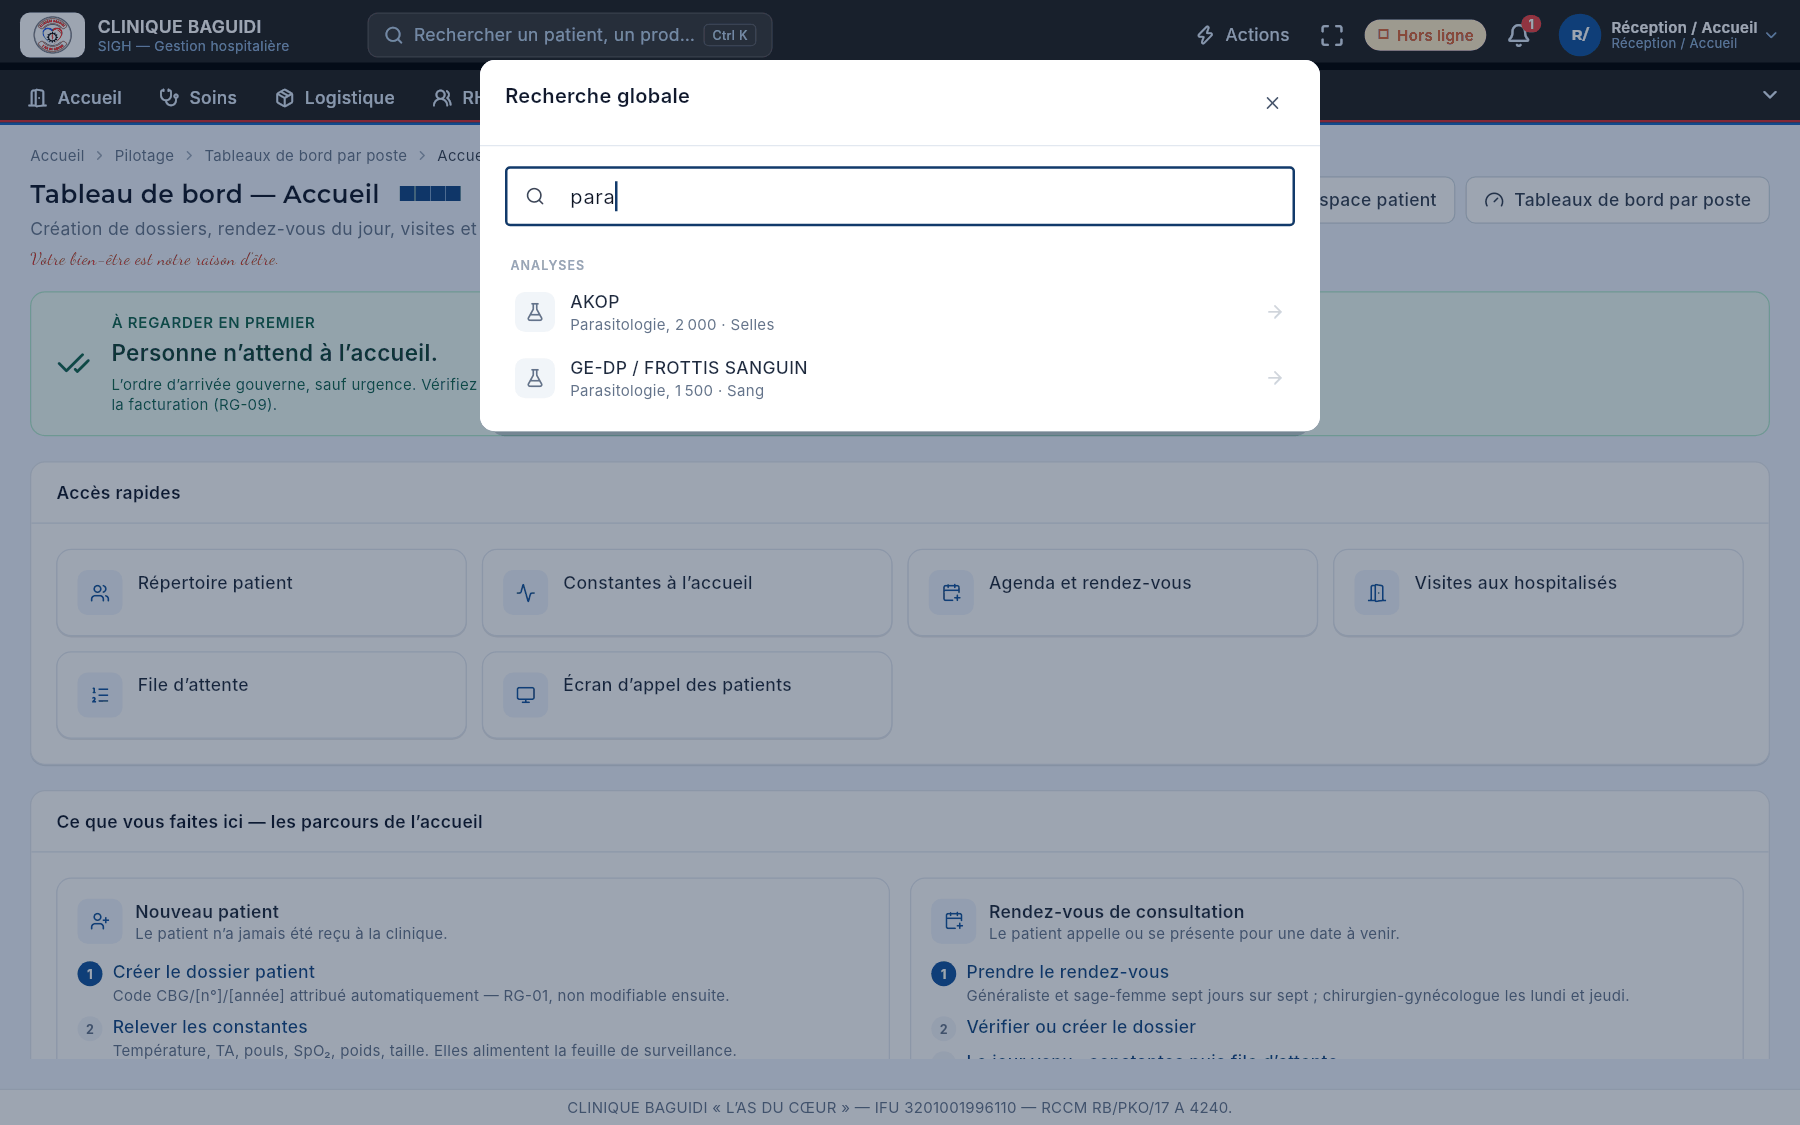 CLINIQUE BAGUIDI
SIGH — Gestion hospitalière
Rechercher un patient, un prod...
Ctrl K
Actions
Hors ligne
1
R/
Réception / Accueil
Réception / Accueil
Accueil
Soins
Logistique
RH
Recherche globale
para
ANALYSES
AKOP
Parasitologie, 2 000 · Selles
GE-DP / FROTTIS SANGUIN
Parasitologie, 1 500 · Sang
Accueil > Pilotage > Tableaux de bord par poste >
Tableau de bord — Accueil
space patient
Tableaux de bord par poste
Création de dossiers, rendez-vous du jour, visites et
Votre bien-être est notre raison d'être.
À REGARDER EN PREMIER
Personne n’attend à l’accueil.
L’ordre d’arrivée gouverne, sauf urgence. Vérifiez
la facturation (RG-09).
Accès rapides
Répertoire patient
Constantes à l’accueil
Agenda et rendez-vous
Visites aux hospitalisés
File d’attente
Écran d’appel des patients
Ce que vous faites ici — les parcours de l’accueil
Nouveau patient
Le patient n’a jamais été reçu à la clinique.
1 Créer le dossier patient
Code CBG/[n°]/[année] attribué automatiquement — RG-01, non modifiable ensuite.
2 Relever les constantes
Température, TA, pouls, SpO₂, poids, taille. Elles alimentent la feuille de surveillance.
Rendez-vous de consultation
Le patient appelle ou se présente pour une date à venir.
1 Prendre le rendez-vous
Généraliste et sage-femme sept jours sur sept ; chirurgien-gynécologue les lundi et jeudi.
2 Vérifier ou créer le dossier
CLINIQUE BAGUIDI « L’AS DU CŒUR » — IFU 3201001996110 — RCCM RB/PKO/17 A 4240.